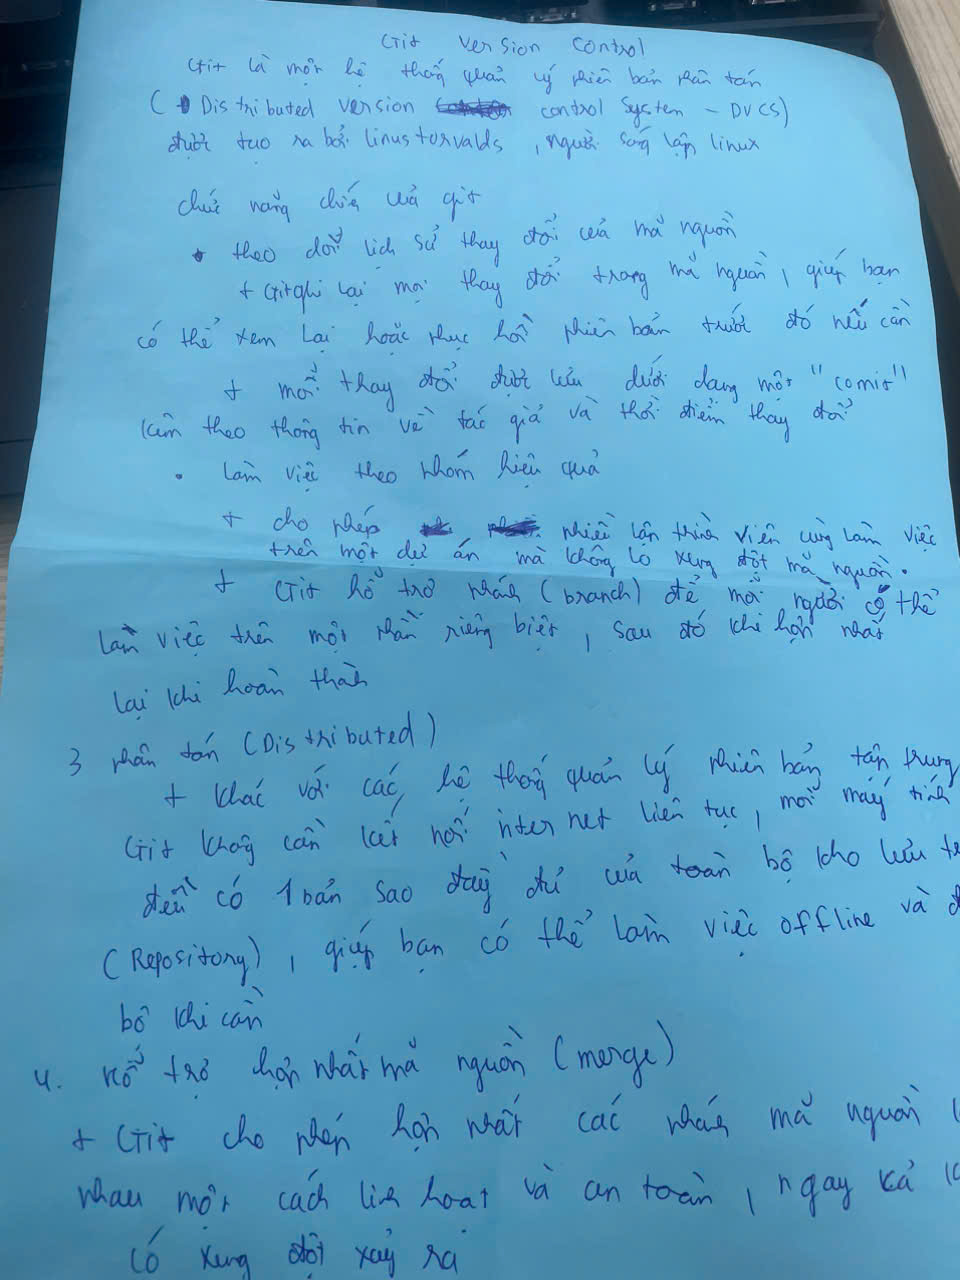 Git version control
Git là một hệ thống quản lý phiên bản phân tán
(Distributed version control System - DVCS)
được tạo ra bởi linus torvalds, người sáng lập linux
chức năng chính của git
theo dõi lịch sử thay đổi của mã nguồn
+ Git ghi lại mọi thay đổi trong mã nguồn, giúp bạn
có thể xem lại hoặc phục hồi phiên bản trước đó nếu cần
+ mỗi thay đổi được lưu dưới dạng một "comit"
kèm theo thông tin về tác giả và thời điểm thay đổi
. làm việc theo nhóm hiệu quả
+ cho phép nhiều lần thành viên cùng làm việc
trên một dự án mà không lo xung đột mã nguồn.
+ Git hỗ trợ nhánh (branch) để mỗi người có thể
làm việc trên một phần riêng biệt, sau đó khi hợp nhất
lại khi hoàn thành
3 phân tán (Distributed)
+ khác với các hệ thống quản lý phiên bản tập trung
Git không cần kết nối internet liên tục, mỗi máy tính
đều có 1 bản sao đầy đủ của toàn bộ kho lưu
(Repository), giúp bạn có thể làm việc offline và
bộ khi cần
4. Hỗ trợ hợp nhất mã nguồn (merge)
+ Git cho phép hợp nhất các nhánh mã nguồn
nhau một cách linh hoạt và an toàn, ngay cả
có xung đột xảy ra